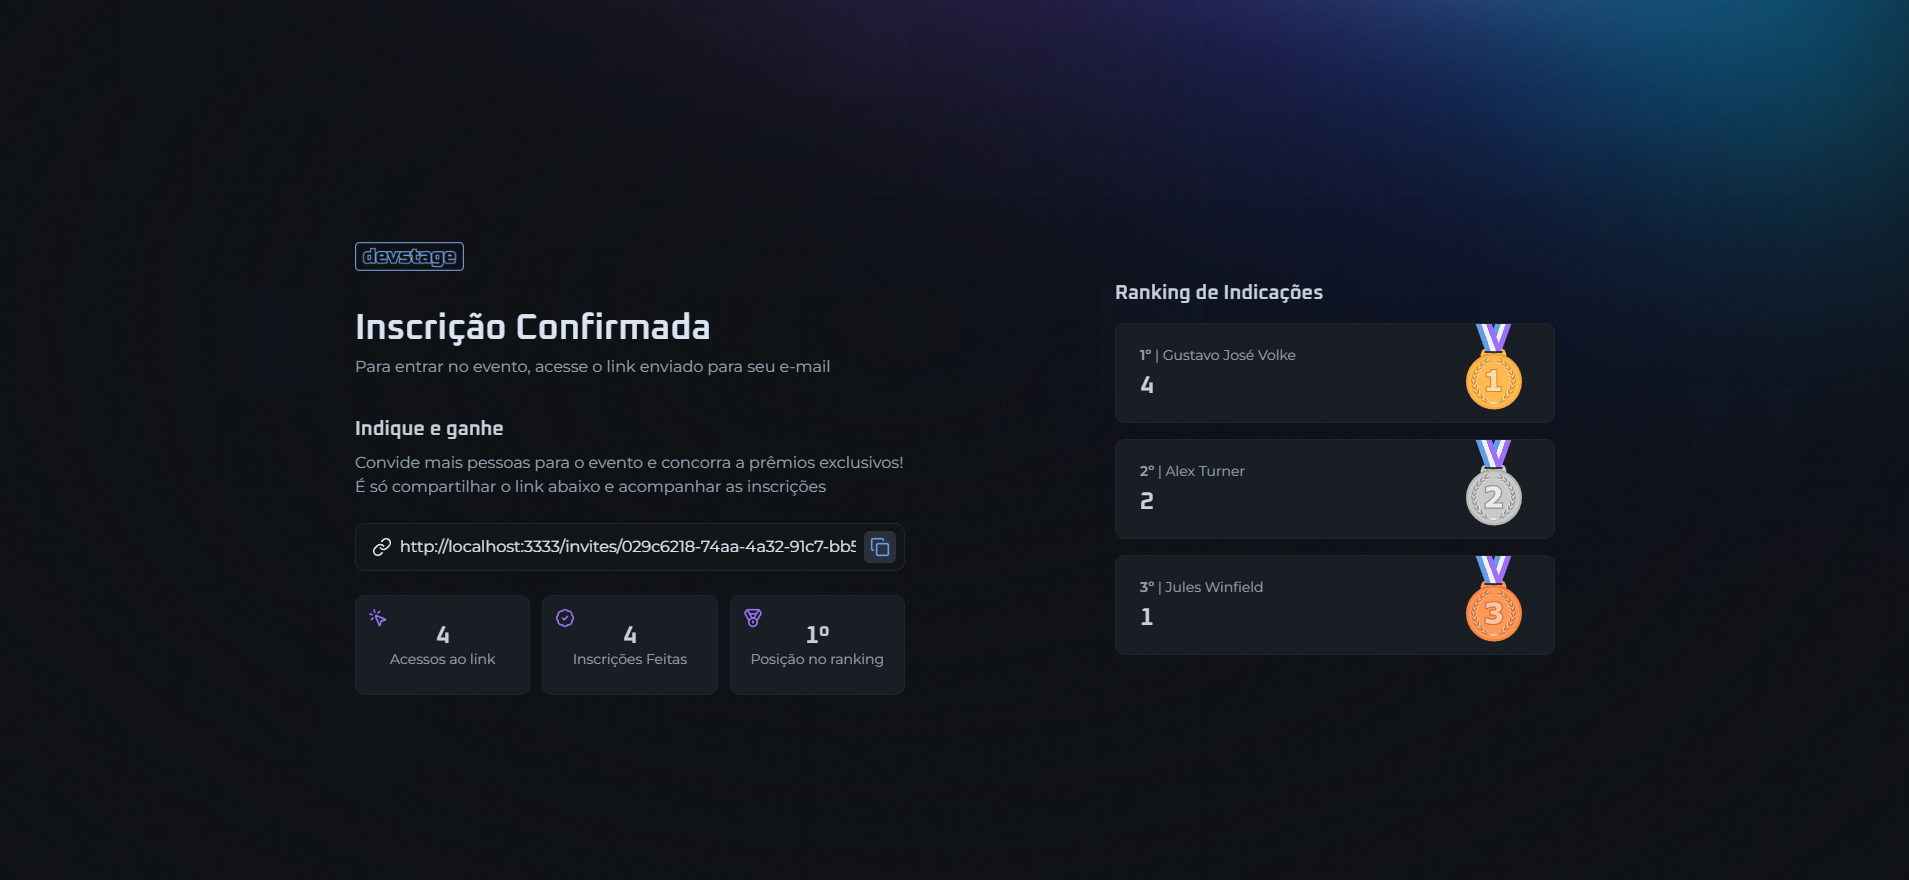 devstage
Inscrição Confirmada
Para entrar no evento, acesse o link enviado para seu e-mail
Indique e ganhe
Convide mais pessoas para o evento e concorra a prêmios exclusivos!
É só compartilhar o link abaixo e acompanhar as inscrições
http://localhost:3333/invites/029c6218-74aa-4a32-91c7-bb5
4
Acessos ao link
4
Inscrições Feitas
1º
Posição no ranking
Ranking de Indicações
1º | Gustavo José Volke
4
1
2º | Alex Turner
2
2
3º | Jules Winfield
1
3